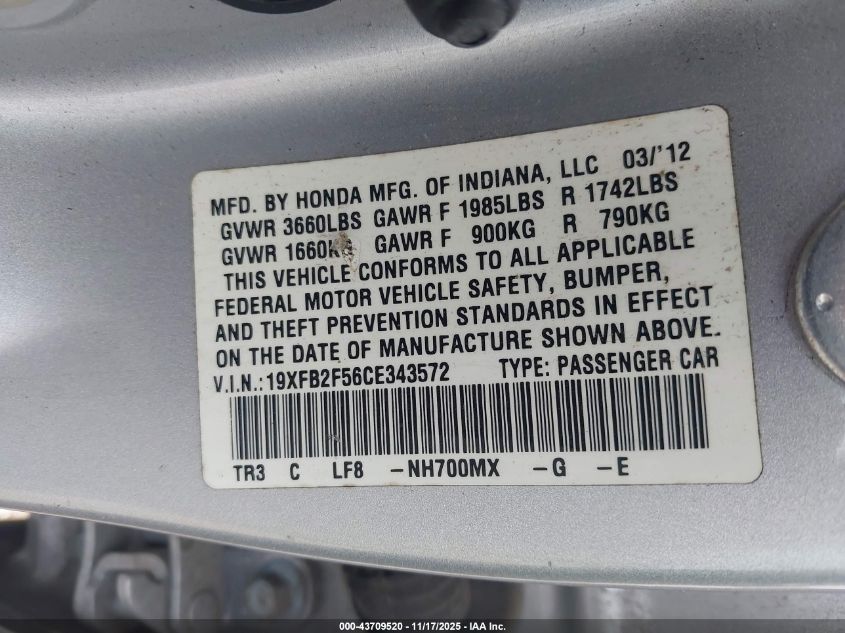 MFD. BY HONDA MFG. OF INDIANA, LLC 03/'12
GVWR 3660LBS GAWR F 1985LBS R 1742LBS
GVWR 1660KG GAWR F 900KG R 790KG
THIS VEHICLE CONFORMS TO ALL APPLICABLE
FEDERAL MOTOR VEHICLE SAFETY, BUMPER,
AND THEFT PREVENTION STANDARDS IN EFFECT
ON THE DATE OF MANUFACTURE SHOWN ABOVE.
V.I.N.:19XFB2F56CE343572 TYPE: PASSENGER CAR
TR3 C LF8 -NH700MX -G -E
000-43709520 - 11/17/2025 - IAA Inc.